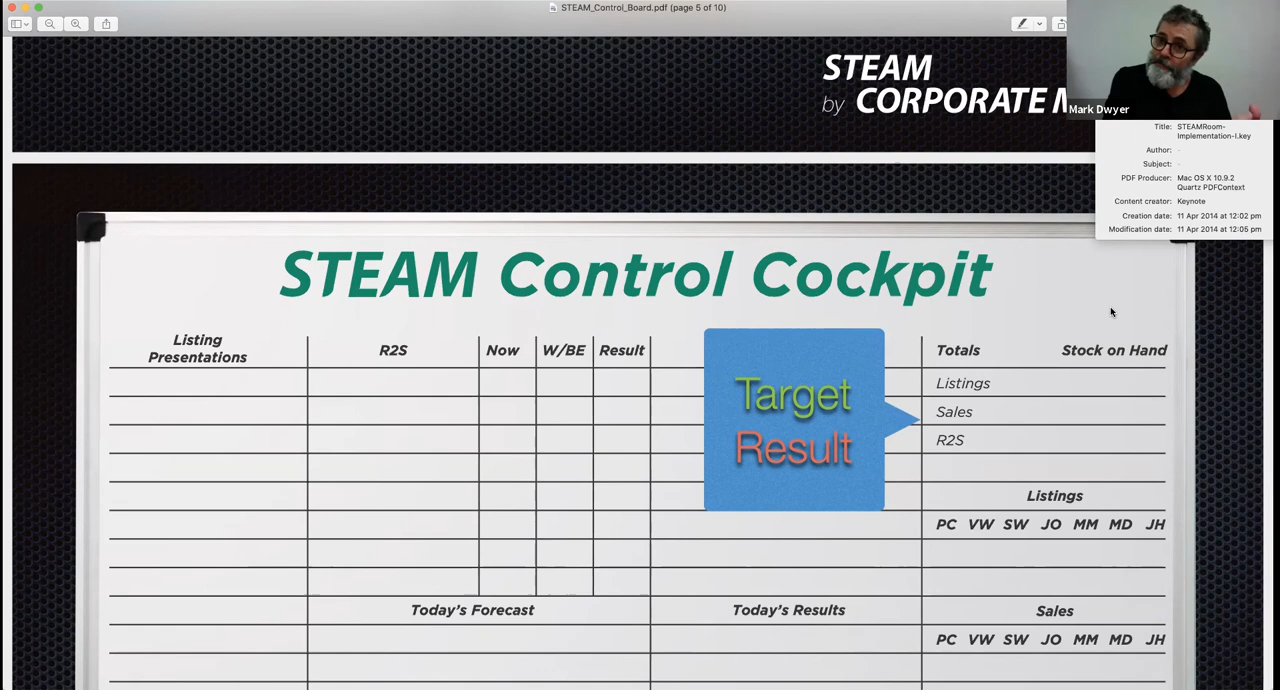 STEAM_Control_Board.pdf (page 5 of 10)
STEAM
by CORPORATE
Mark Dwyer
Title: STEAMRoom-
Implementation-I.key
Author: -
Subject: -
PDF Producer: Mac OS X 10.9.2
Quartz PDFContext
Content creator: Keynote
Creation date: 11 Apr 2014 at 12:02 pm
Modification date: 11 Apr 2014 at 12:05 pm
STEAM Control Cockpit
Listing
Presentations
R2S
Now
W/BE
Result
Target
Result
Totals
Stock on Hand
Listings
Sales
R2S
Listings
PC VW SW JO MM MD JH
Today's Forecast
Today's Results
Sales
PC VW SW JO MM MD JH